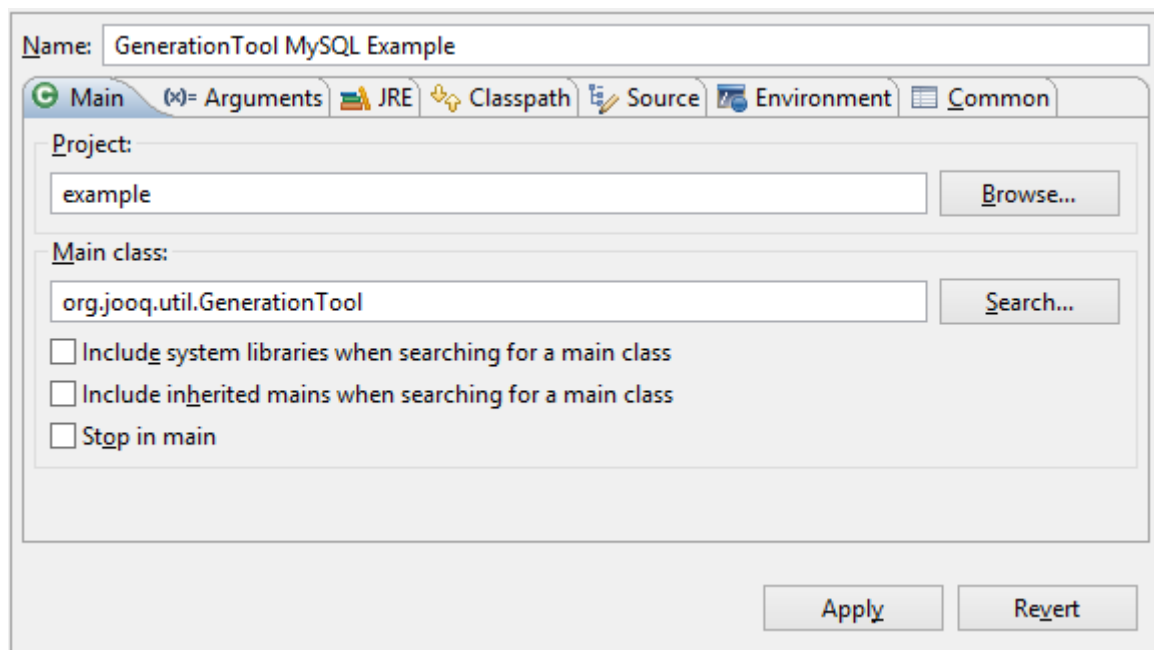 Name: GenerationTool MySQL Example
Main (x)= Arguments JRE Classpath Source Environment Common
Project:
example Browse...
Main class:
org.jooq.util.GenerationTool Search...
Include system libraries when searching for a main class
Include inherited mains when searching for a main class
Stop in main
Apply Revert